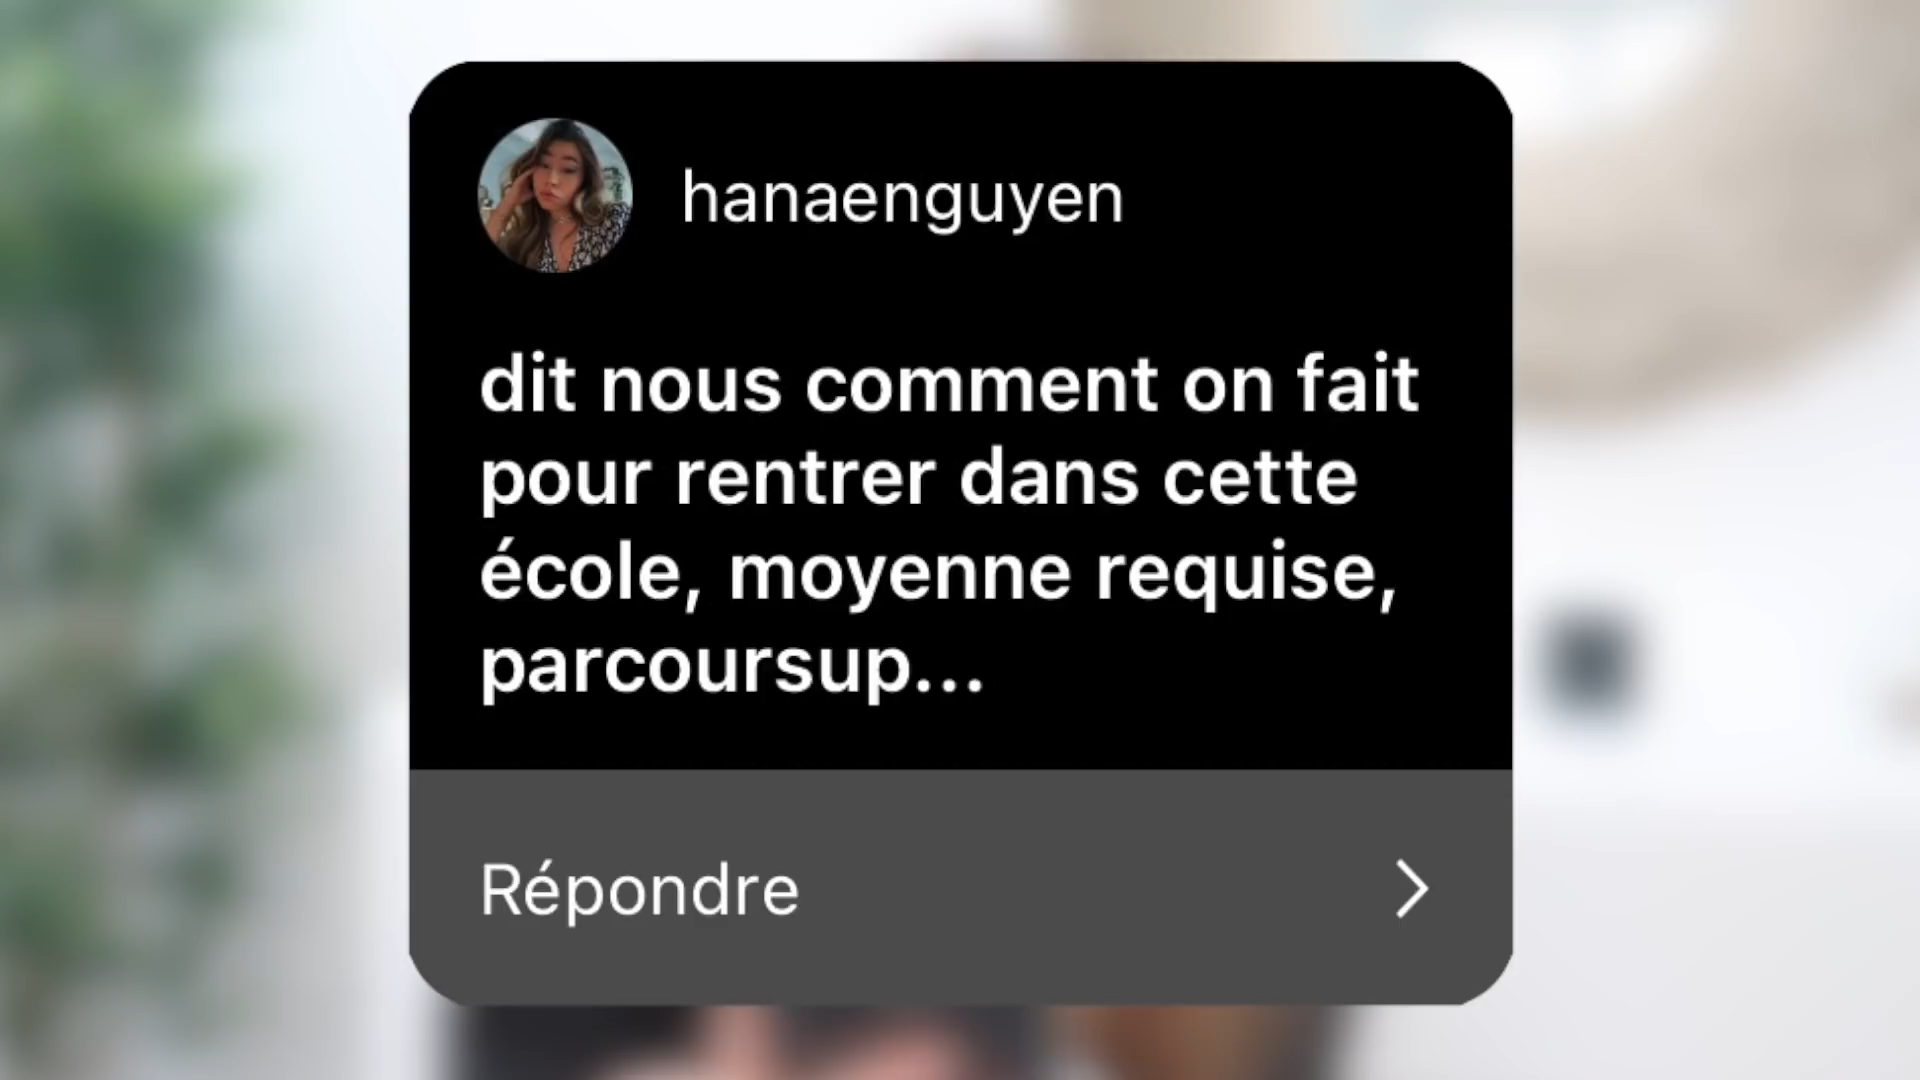 hanaenguyen
dit nous comment on fait
pour rentrer dans cette
école, moyenne requise,
parcoursup...
Répondre